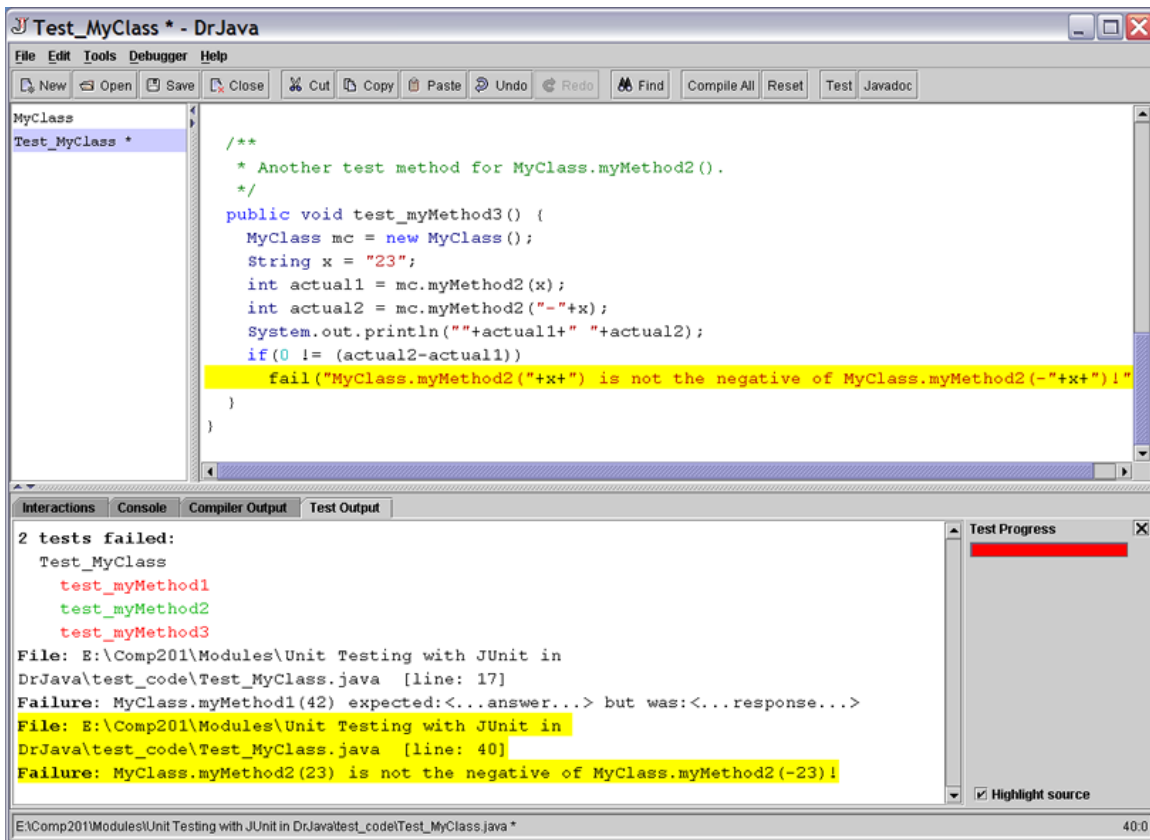 Test_MyClass * - DrJava
File Edit Tools Debugger Help
New Open Save Close Cut Copy Paste Undo Redo Find Compile All Reset Test Javadoc
MyClass
Test_MyClass *
/**
* Another test method for MyClass.myMethod2().
*/
public void test_myMethod3() {
MyClass mc = new MyClass();
String x = "23";
int actual1 = mc.myMethod2(x);
int actual2 = mc.myMethod2("-"+x);
System.out.println(""+actual1+" "+actual2);
if(0 != (actual2-actual1))
fail("MyClass.myMethod2("+x+") is not the negative of MyClass.myMethod2(-"+x+")!"
}
}
Interactions Console Compiler Output Test Output
2 tests failed:
Test_MyClass
test_myMethod1
test_myMethod2
test_myMethod3
File: E:\Comp201\Modules\Unit Testing with JUnit in
DrJava\test_code\Test_MyClass.java [line: 17]
Failure: MyClass.myMethod1(42) expected:<...answer...> but was:<...response...>
File: E:\Comp201\Modules\Unit Testing with JUnit in
DrJava\test_code\Test_MyClass.java [line: 40]
Failure: MyClass.myMethod2(23) is not the negative of MyClass.myMethod2(-23)!
Test Progress
Highlight source
E:\Comp201\Modules\Unit Testing with JUnit in DrJava\test_code\Test_MyClass.java * 40:0